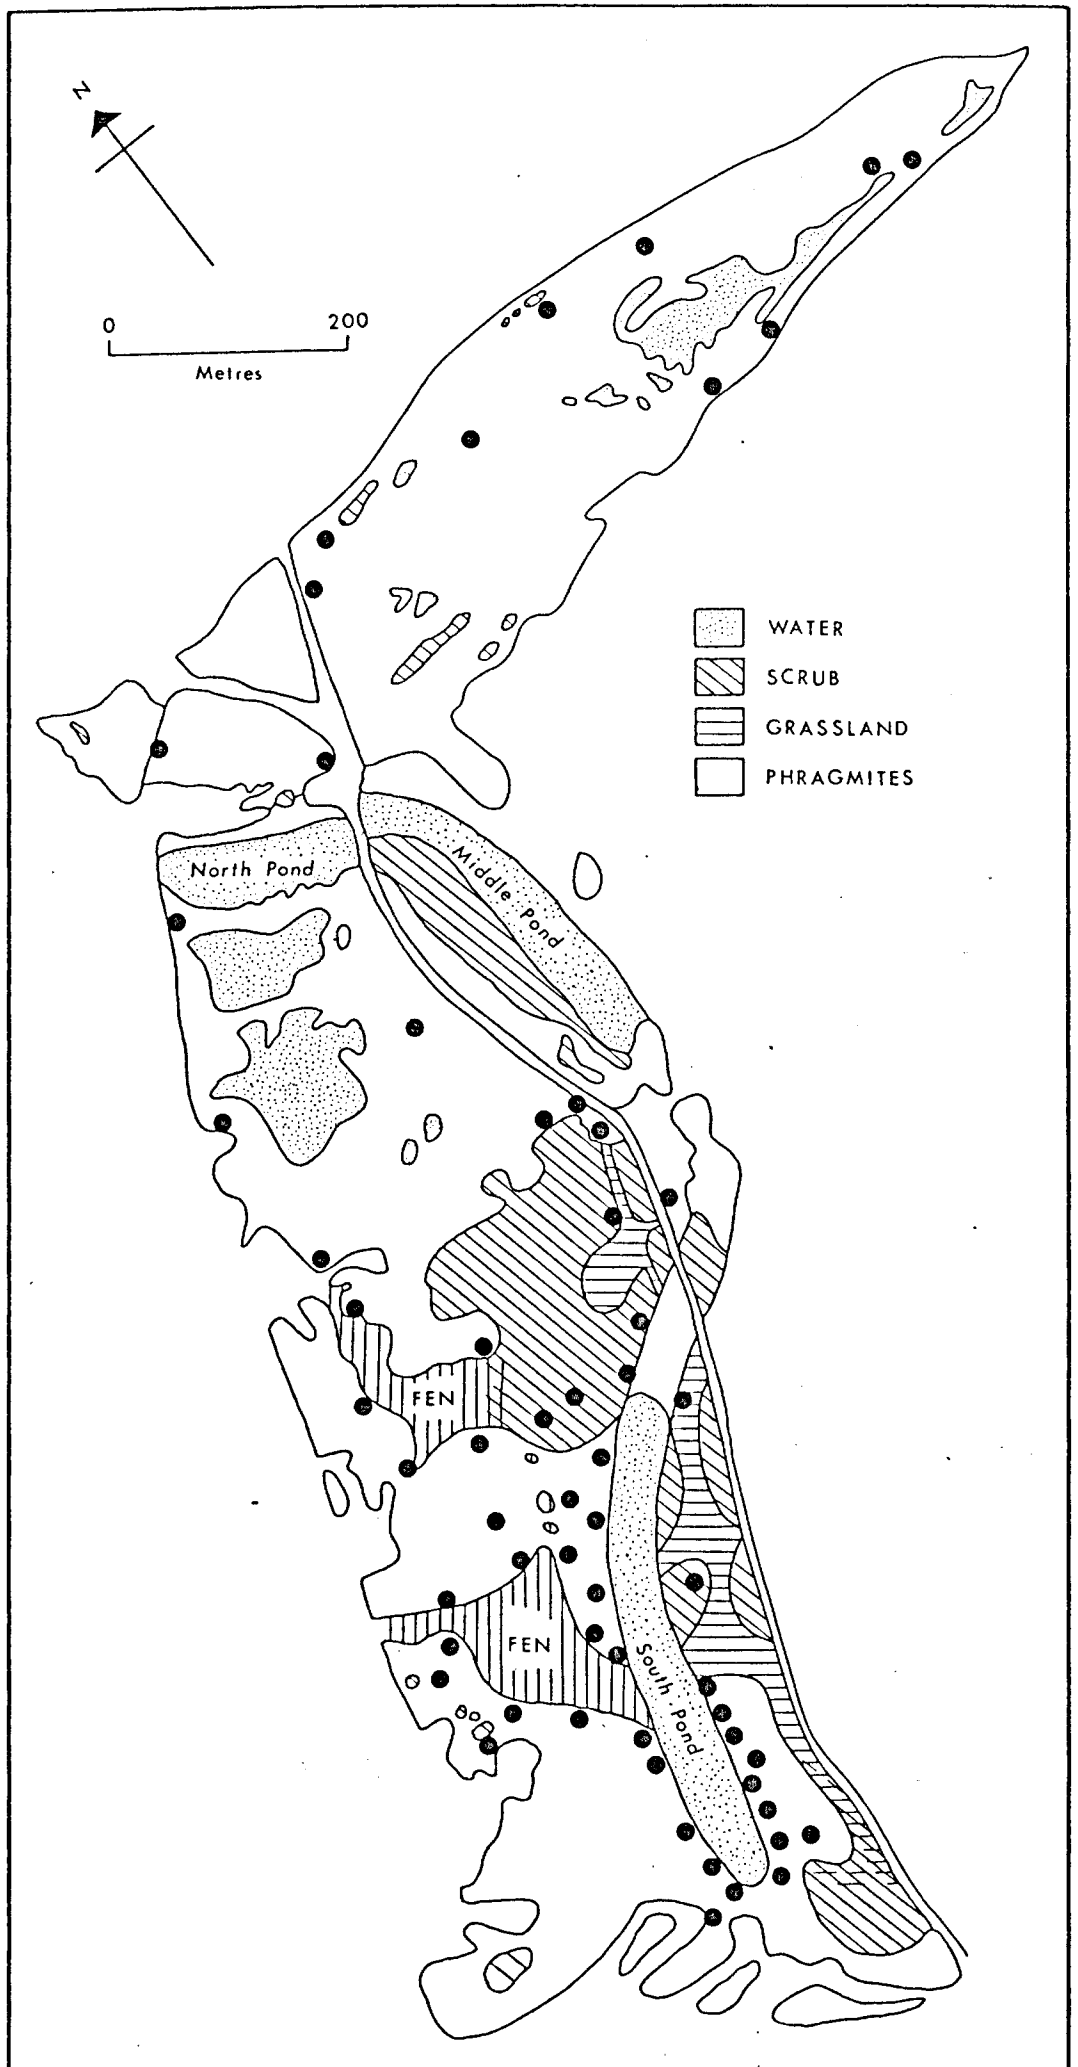 N
0 200
Metres
WATER
SCRUB
GRASSLAND
PHRAGMITES
North Pond
Middle Pond
FEN
FEN
South Pond